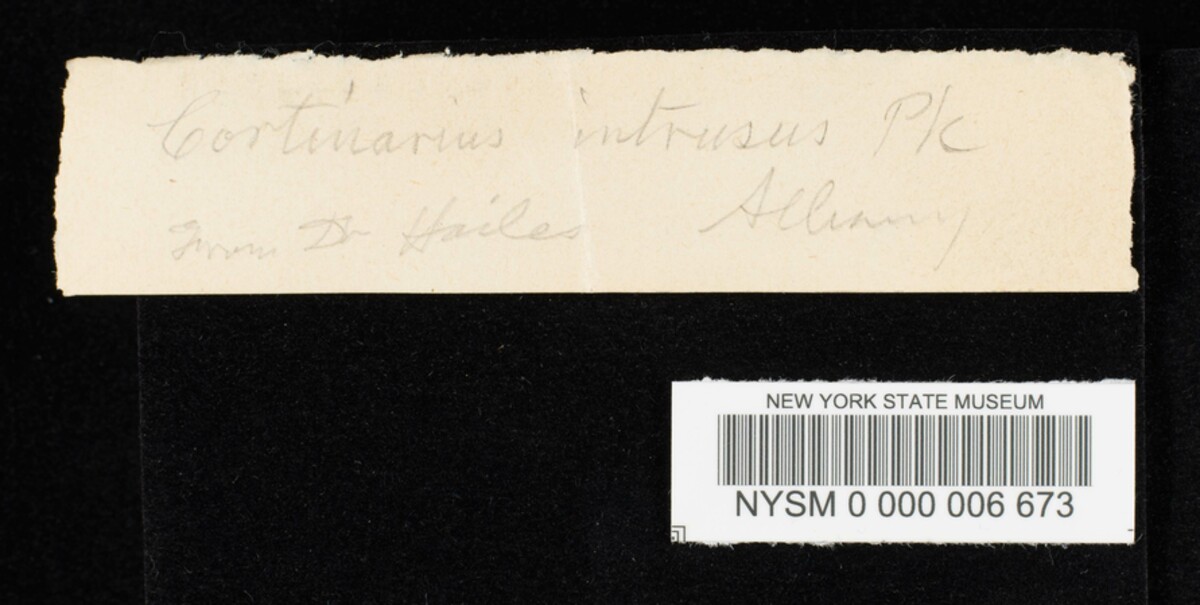 Cortinarius intrusus Pk
From Dr Hailes Albany
NEW YORK STATE MUSEUM
NYSM 0 000 006 673